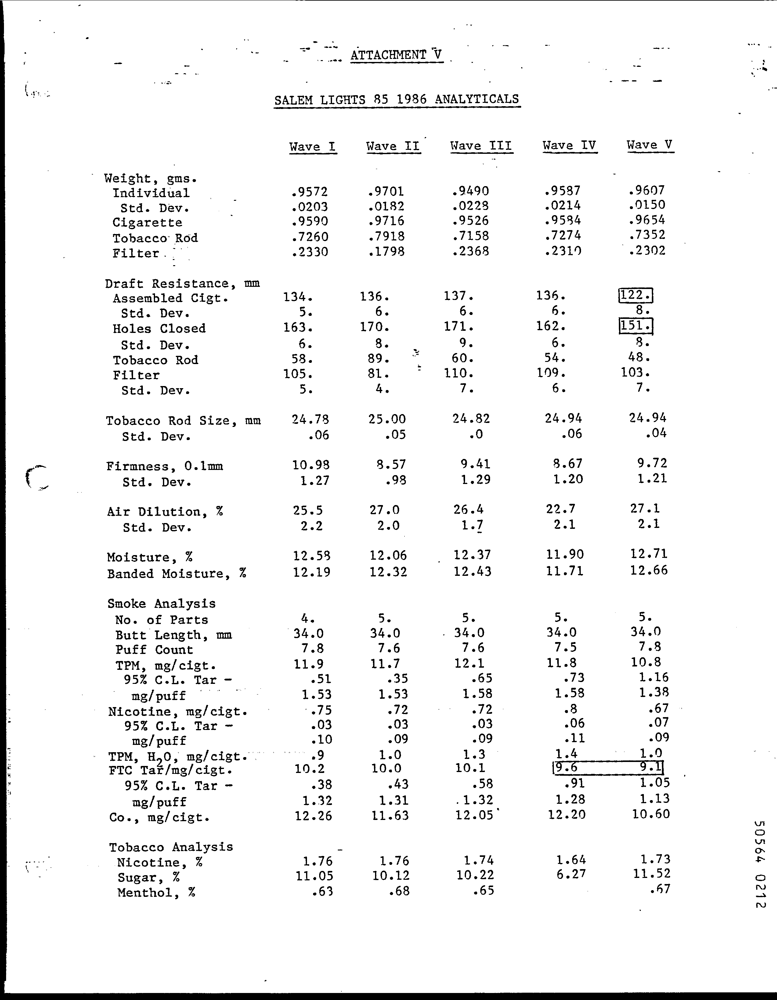 ATTACHMENT V
SALEM LIGHTS 85 1986 ANALYTICALS
Wave I Wave II Wave III Wave IV Wave V
Weight, gms.
Individual .9572 .9701 .9490 .9587 .9607
Std. Dev. .0203 .0182 .0228 .0214 .0150
Cigarette .9590 .9716 .9526 .9584 .9654
Tobacco Rod .7260 .7918 .7158 .7274 .7352
Filter .2330 .1798 .2368 .2310 .2302
Draft Resistance, mm
Assembled Cigt. 134. 136. 137. 136. 122.
Std. Dev. 5. 6. 6. 6. 8.
Holes Closed 163. 170. 171. 162. 151.
Std. Dev. 6. 8. 9. 6. 8.
Tobacco Rod 58. 89. 60. 54. 48.
Filter 105. 81. 110. 109. 103.
Std. Dev. 5. 4. 7. 6. 7.
Tobacco Rod Size, mm 24.78 25.00 24.82 24.94 24.94
Std. Dev. .06 .05 .0 .06 .04
Firmness, 0.1mm 10.98 8.57 9.41 8.67 9.72
Std. Dev. 1.27 .98 1.29 1.20 1.21
Air Dilution, % 25.5 27.0 26.4 22.7 27.1
Std. Dev. 2.2 2.0 1.7 2.1 2.1
Moisture, % 12.58 12.06 12.37 11.90 12.71
Banded Moisture, % 12.19 12.32 12.43 11.71 12.66
Smoke Analysis
No. of Parts 4. 5. 5. 5. 5.
Butt Length, mm 34.0 34.0 34.0 34.0 34.0
Puff Count 7.8 7.6 7.6 7.5 7.8
TPM, mg/cigt. 11.9 11.7 12.1 11.8 10.8
95% C.L. Tar - .51 .35 .65 .73 1.16
mg/puff 1.53 1.53 1.58 1.58 1.38
Nicotine, mg/cigt. .75 .72 .72 .8 .67
95% C.L. Tar - .03 .03 .03 .06 .07
mg/puff .10 .09 .09 .11 .09
TPM, H2O, mg/cigt. .9 1.0 1.3 1.4 1.0
FTC Tar/mg/cigt. 10.2 10.0 10.1 9.6 9.1
95% C.L. Tar - .38 .43 .58 .91 1.05
mg/puff 1.32 1.31 1.32 1.28 1.13
Co., mg/cigt. 12.26 11.63 12.05 12.20 10.60
Tobacco Analysis
Nicotine, % 1.76 1.76 1.74 1.64 1.73
Sugar, % 11.05 10.12 10.22 6.27 11.52
Menthol, % .63 .68 .65 .67
50564 0212